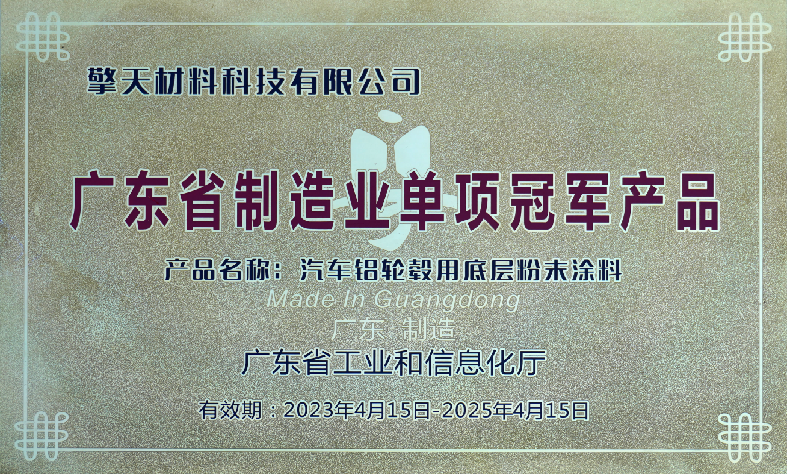 擎天材料科技有限公司
广东省制造业单项冠军产品
产品名称：汽车铝轮毂用底层粉末涂料
Made In Guangdong
广东 制造
广东省工业和信息化厅
有效期：2023年4月15日-2025年4月15日